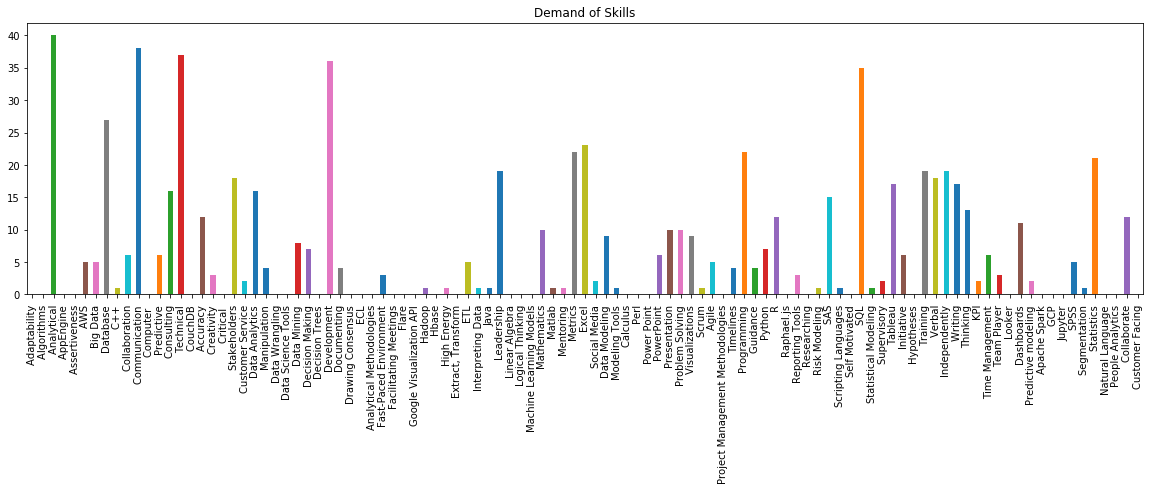 Demand of Skills
40
35
30
25
20
15
10
5
0
Adaptability
Algorithms
Analytical
AppEngine
Assertiveness
AWS
Big Data
Database
C++
Collaboration
Communication
Computer
Predictive
Consulting
Technical
CouchDB
Accuracy
Creativity
Critical
Stakeholders
Customer Service
Data Analytics
Manipulation
Data Wrangling
Data Science Tools
Data Mining
Decision Making
Decision Trees
Development
Documenting
Drawing Consensus
ECL
Analytical Methodologies
Fast-Paced Environment
Facilitating Meetings
Flare
Google Visualization API
Hadoop
Hbase
High Energy
Extract, Transform
ETL
Interpreting Data
Java
Leadership
Linear Algebra
Logical Thinking
Machine Learning Models
Mathematics
Matlab
Mentoring
Metrics
Excel
Social Media
Data Modeling
Modeling Tools
Calculus
Perl
Power Point
PowerPoint
Presentation
Problem Solving
Visualizations
Scrum
Agile
Project Management Methodologies
Timelines
Programming
Guidance
Python
R
RaphaelJs
Reporting Tools
Researching
Risk Modeling
SAS
Scripting Languages
Self Motivated
SQL
Statistical Modeling
Supervisory
Tableau
Initiative
Hypotheses
Training
Verbal
Independently
Writing
Thinking
KPI
Time Management
Team Player
Looker
Dashboards
Predictive modeling
Apache Spark
GCP
Jupyter
SPSS
Segmentation
Statistics
Natural Language
People Analytics
Collaborate
Customer Facing